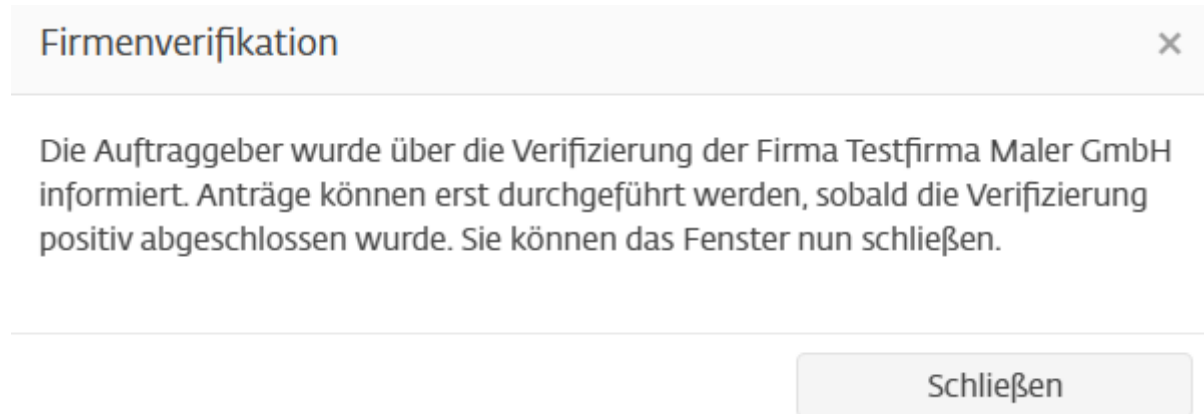 Firmenverifikation
Die Auftraggeber wurde über die Verifizierung der Firma Testfirma Maler GmbH
informiert. Anträge können erst durchgeführt werden, sobald die Verifizierung
positiv abgeschlossen wurde. Sie können das Fenster nun schließen.
Schließen